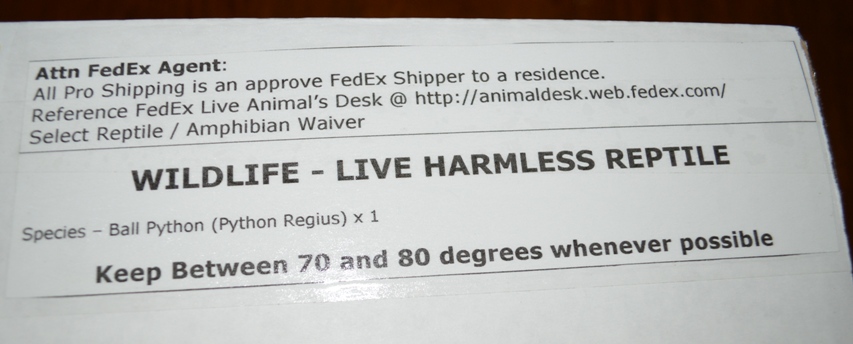 Attn FedEx Agent:
All Pro Shipping is an approve FedEx Shipper to a residence.
Reference FedEx Live Animal's Desk @ http://animaldesk.web.fedex.com/
Select Reptile / Amphibian Waiver
WILDLIFE - LIVE HARMLESS REPTILE
Species – Ball Python (Python Regius) x 1
Keep Between 70 and 80 degrees whenever possible